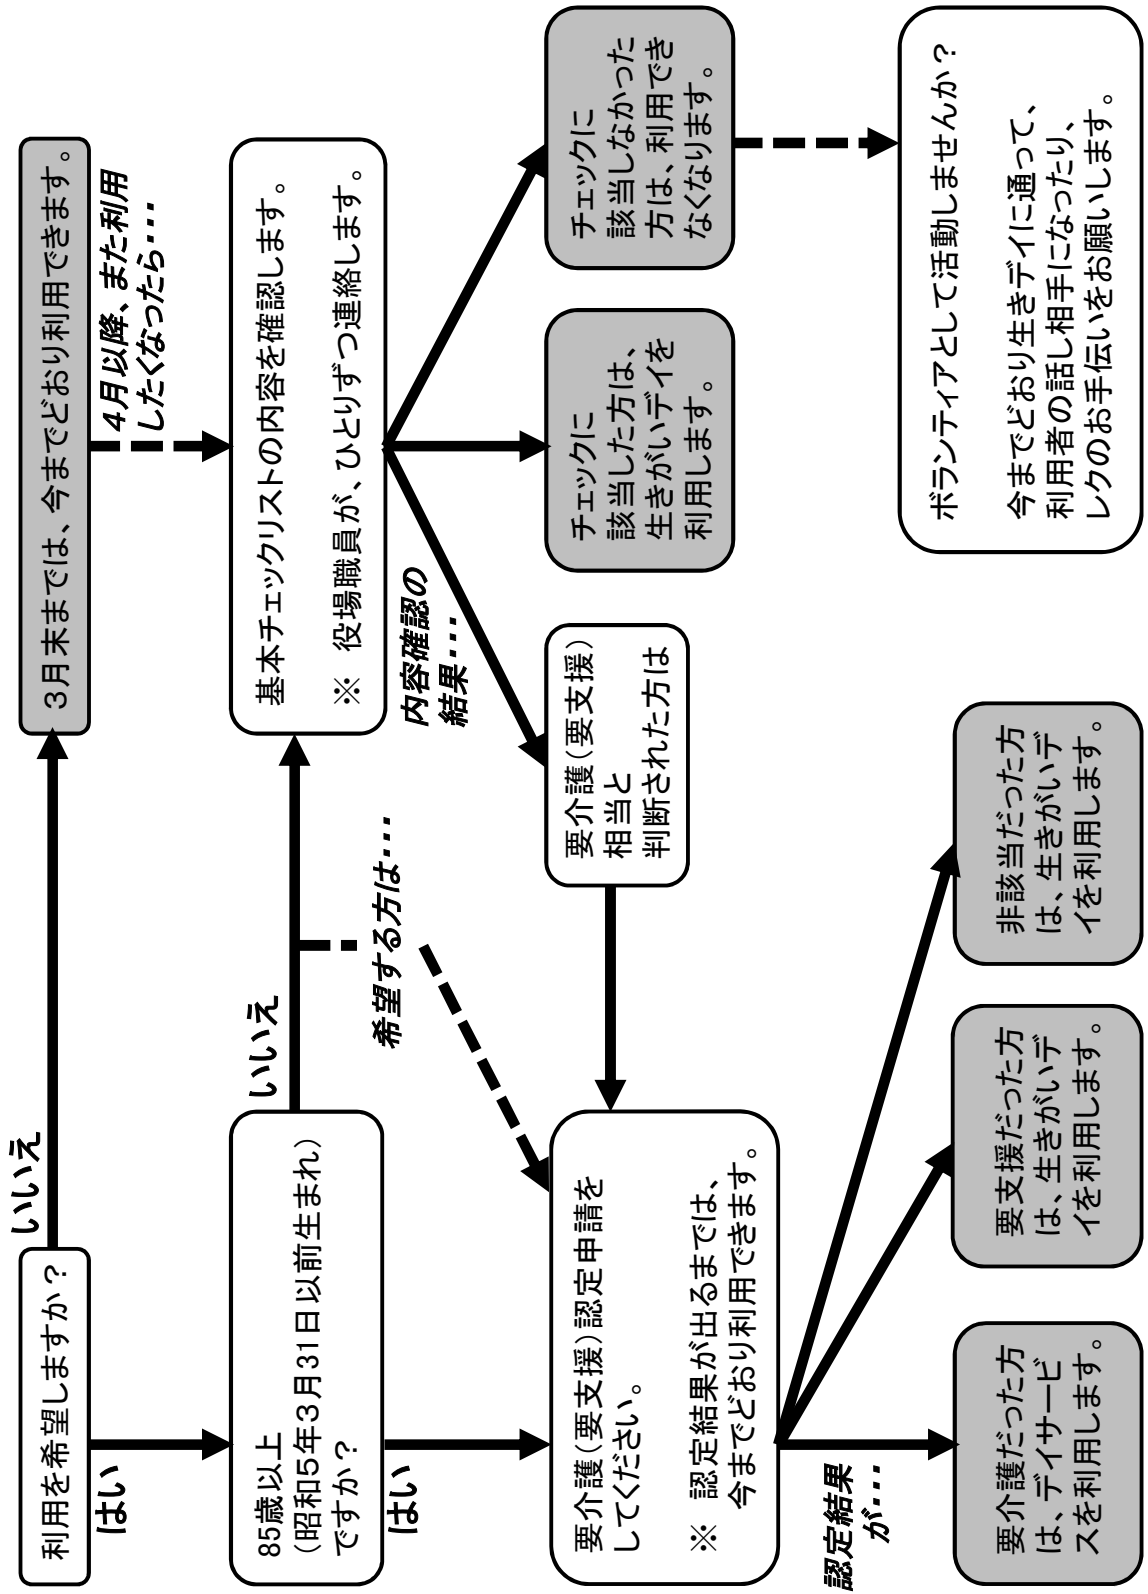 利用を希望しますか？
いいえ
3月末までは、今までどおり利用できます。
はい
4月以降、また利用
したくなったら・・・
85歳以上
（昭和5年3月31日以前生まれ）
ですか？
いいえ
基本チェックリストの内容を確認します。
※　役場職員が、ひとりずつ連絡します。
はい
希望する方は・・・
内容確認の
結果・・・
要介護（要支援）認定申請を
してください。
※　認定結果が出るまでは、
今までどおり利用できます。
要介護（要支援）
相当と
判断された方は
チェックに
該当した方は、
生きがいデイを
利用します。
チェックに
該当しなかった
方は、利用でき
なくなります。
認定結果
が・・・
要介護だった方
は、デイサービ
スを利用します。
要支援だった方
は、生きがいデ
イを利用します。
非該当だった方
は、生きがいデ
イを利用します。
ボランティアとして活動しませんか？
今までどおり生きデイに通って、
利用者の話し相手になったり、
レクのお手伝いをお願いします。